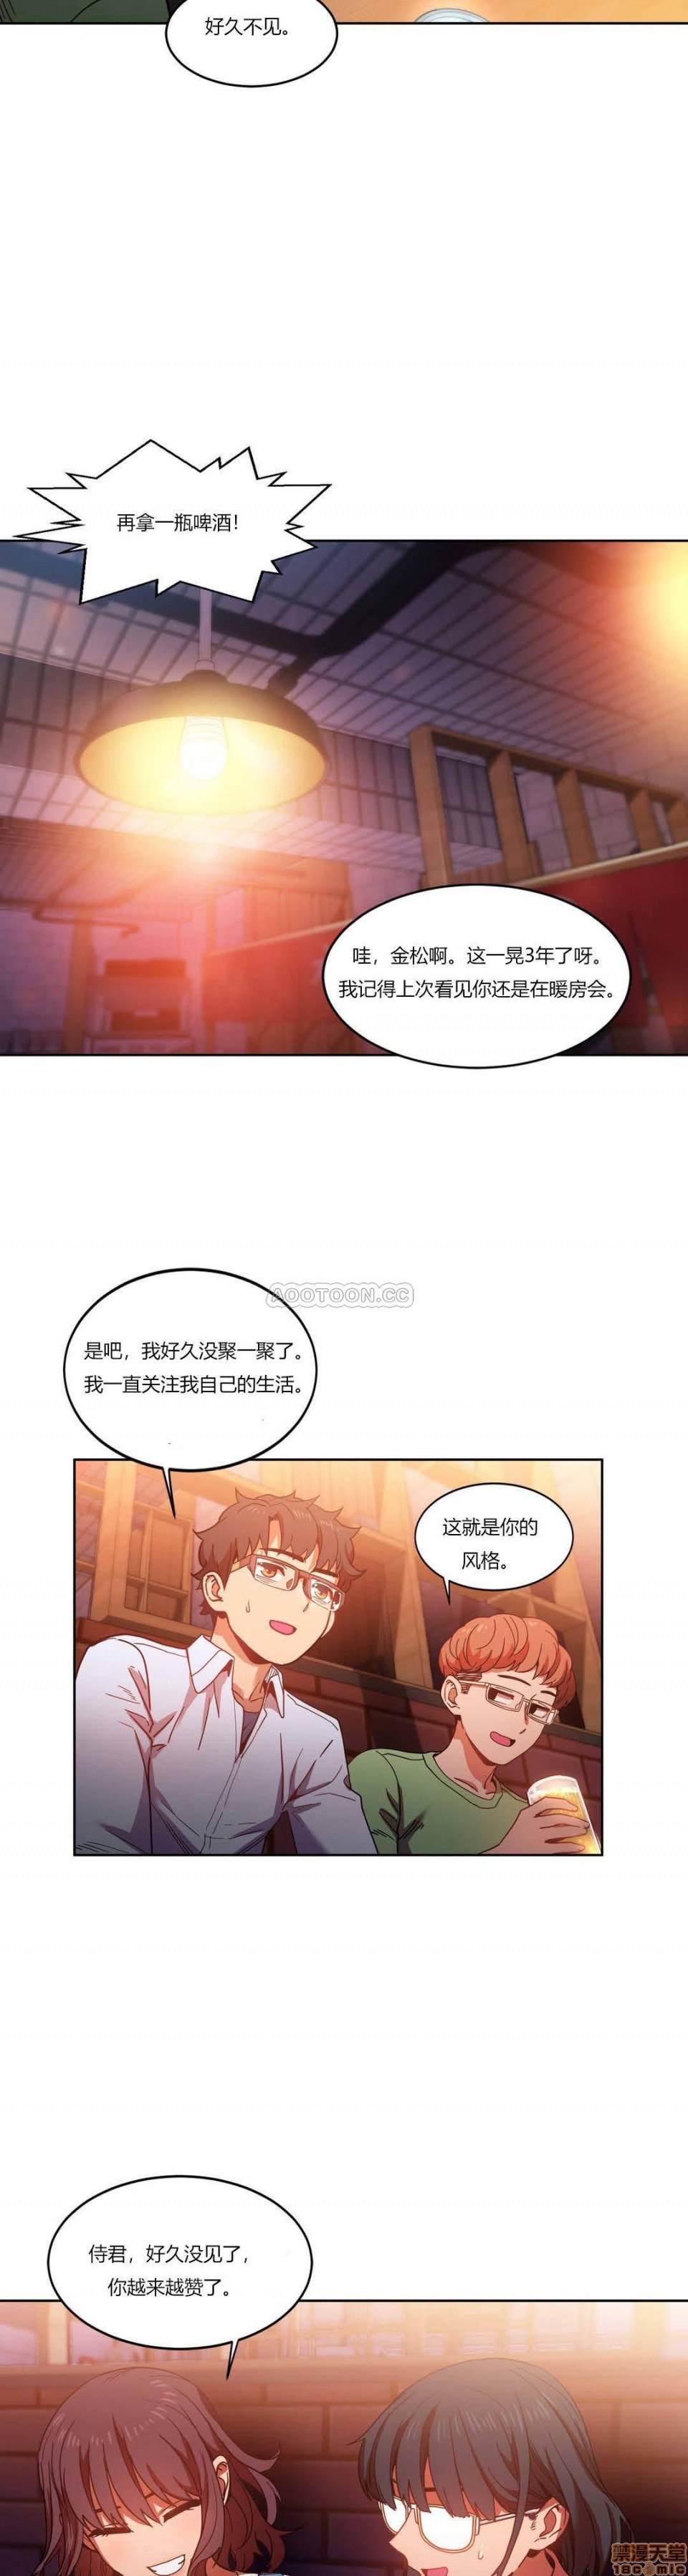 好久不见。
再拿一瓶啤酒！
哇，金松啊。这一晃3年了呀。
我记得上次看见你还是在暖房会。
AOOTOON.CC
是吧，我好久没聚一聚了。
我一直关注我自己的生活。
这就是你的
风格。
侍君，好久没见了，
你越来越赞了。
禁漫天堂
18comic